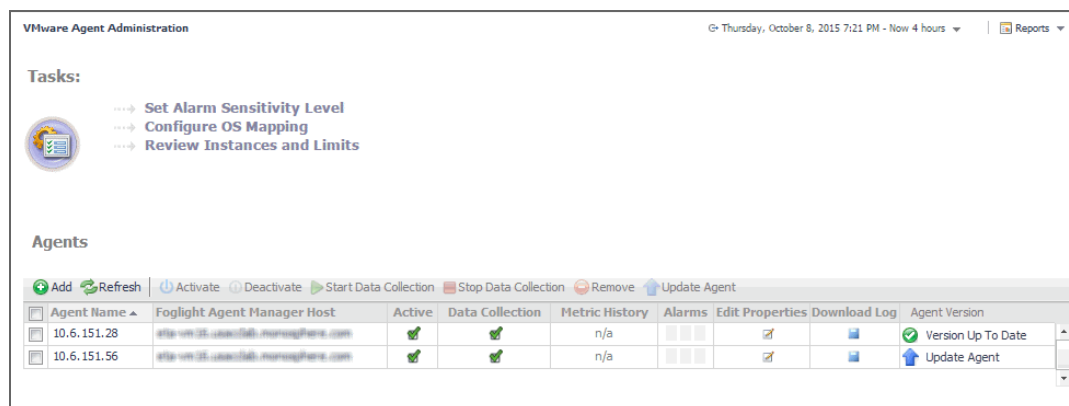 VMware Agent Administration
Thursday, October 8, 2015 7:21 PM - Now 4 hours
Reports
Tasks:
Set Alarm Sensitivity Level
Configure OS Mapping
Review Instances and Limits
Agents
Add Refresh Activate Deactivate Start Data Collection Stop Data Collection Remove Update Agent
Agent Name Foglight Agent Manager Host Active Data Collection Metric History Alarms Edit Properties Download Log Agent Version
10.6.151.28 n/a Version Up To Date
10.6.151.56 n/a Update Agent